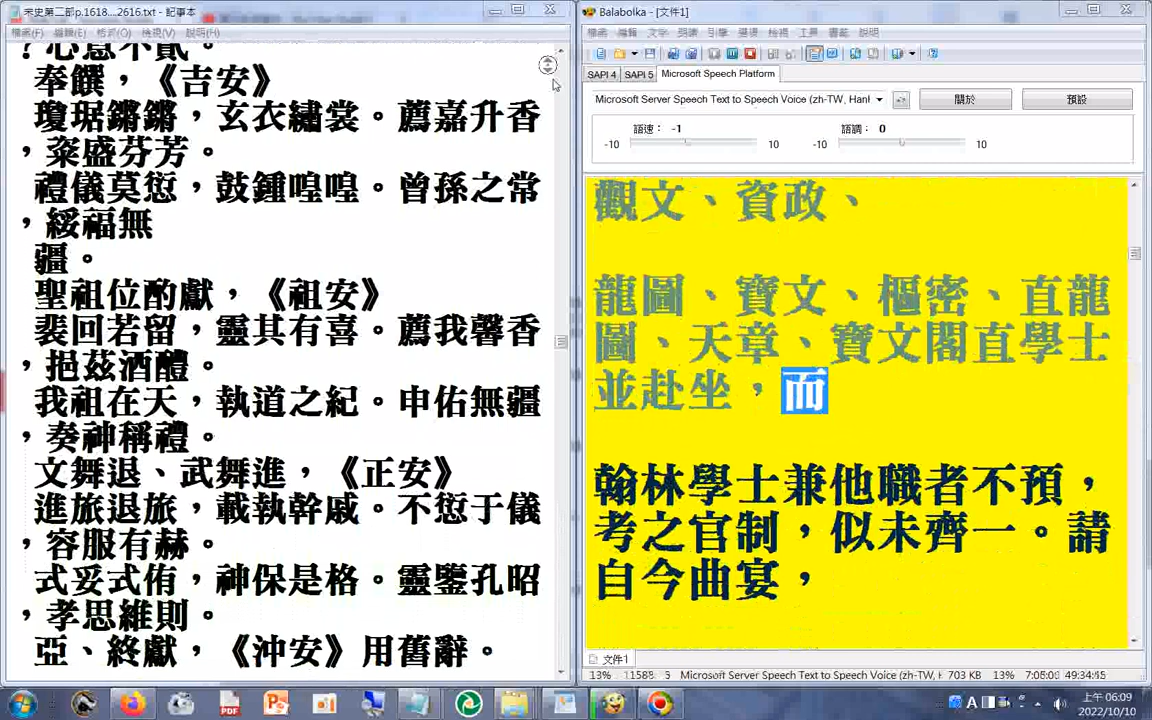 宋史第二部p.1618....2616.txt - 記事本
檔案(F) 編輯(E) 格式(O) 檢視(V) 說明(H)
？心意不貳。
奉饌，《吉安》
瓊琚鏘鏘，玄衣繡裳。薦嘉升香
，粢盛芬芳。
禮儀莫愆，鼓鍾喤喤。曾孫之常
，綏福無
疆。
聖祖位酌獻，《祖安》
裴回若留，靈其有喜。薦我馨香
，挹茲酒醴。
我祖在天，執道之紀。申佑無疆
，奏神稱禮。
文舞退、武舞進，《正安》
進旅退旅，載執幹戚。不愆于儀
，容服有赫。
式妥式侑，神保是格。靈鑒孔昭
，孝思維則。
亞、終獻，《沖安》用舊辭。
Balabolka - [文件1]
檔案 編輯 文字 朗讀 引擎 選項 檢視 工具 書籤 說明
SAPI 4 SAPI 5 Microsoft Speech Platform
Microsoft Server Speech Text to Speech Voice (zh-TW, HanH
關於 預設
語速： -1 語調： 0
-10 10 -10 10
觀文、資政、
龍圖、寶文、樞密、直龍
圖、天章、寶文閣直學士
並赴坐，而
翰林學士兼他職者不預，
考之官制，似未齊一。請
自今曲宴，
文件1
13% 11588 Microsoft Server Speech Text to Speech Voice (zh-TW, H 703 KB 13% 49:34:45
上午 06:09
2022/10/10